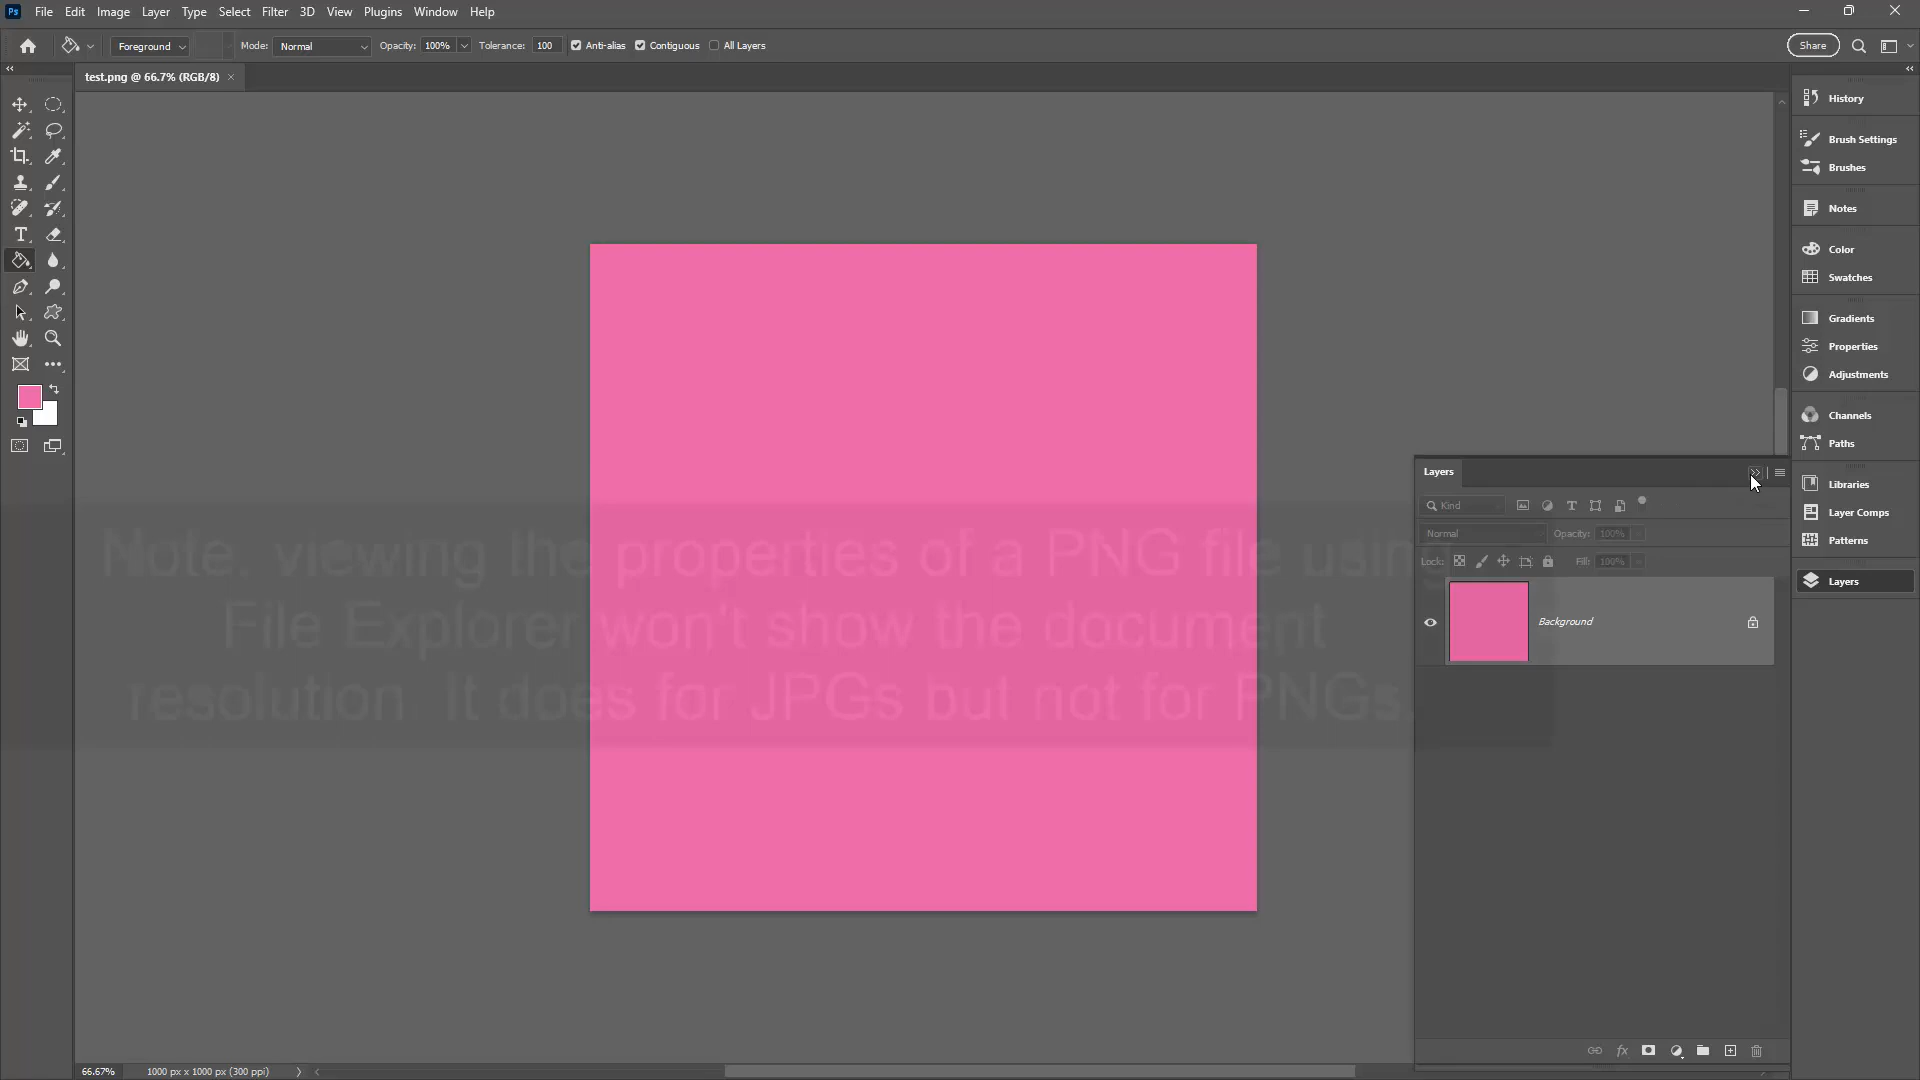 Ps File Edit Image Layer Type Select Filter 3D View Plugins Window Help
Foreground Mode: Normal Opacity: 100% Tolerance: 100 Anti-alias Contiguous All Layers Share
test.png @ 66.7% (RGB/8)
History
Brush Settings
Brushes
Notes
Color
Swatches
Gradients
Properties
Adjustments
Channels
Paths
Libraries
Layer Comps
Patterns
Layers
Layers
Kind
Normal Opacity: 100%
Lock: Fill: 100%
Background
fx
Note, viewing the properties of a PNG file using
File Explorer won't show the document
resolution. It does for JPGs but not for PNGs.
66.67% 1000 px x 1000 px (300 ppi)